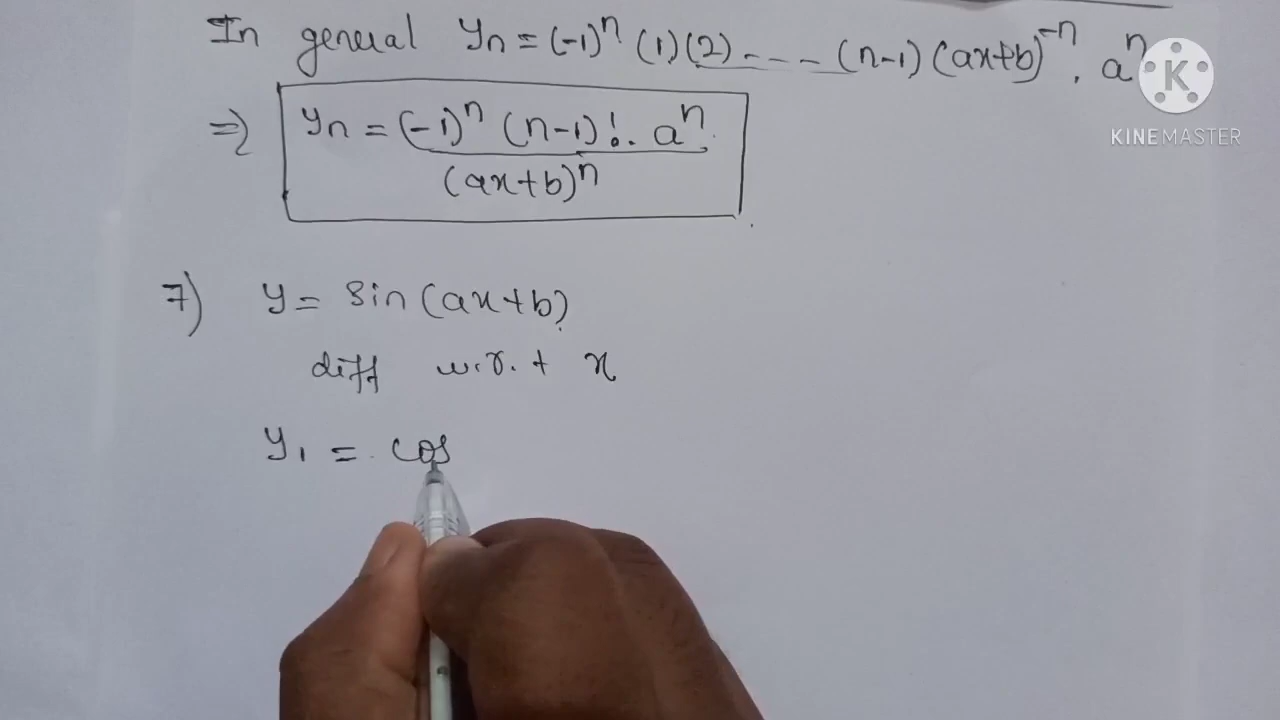 In general yn = (-1)^n (1)(2) ---- (n-1) (ax+b)^-n . a^n
K
KINEMASTER
=> yn = (-1)^n (n-1)! . a^n / (ax+b)^n
7) y = sin(ax+b)
diff w.r.t x
y1 = cos